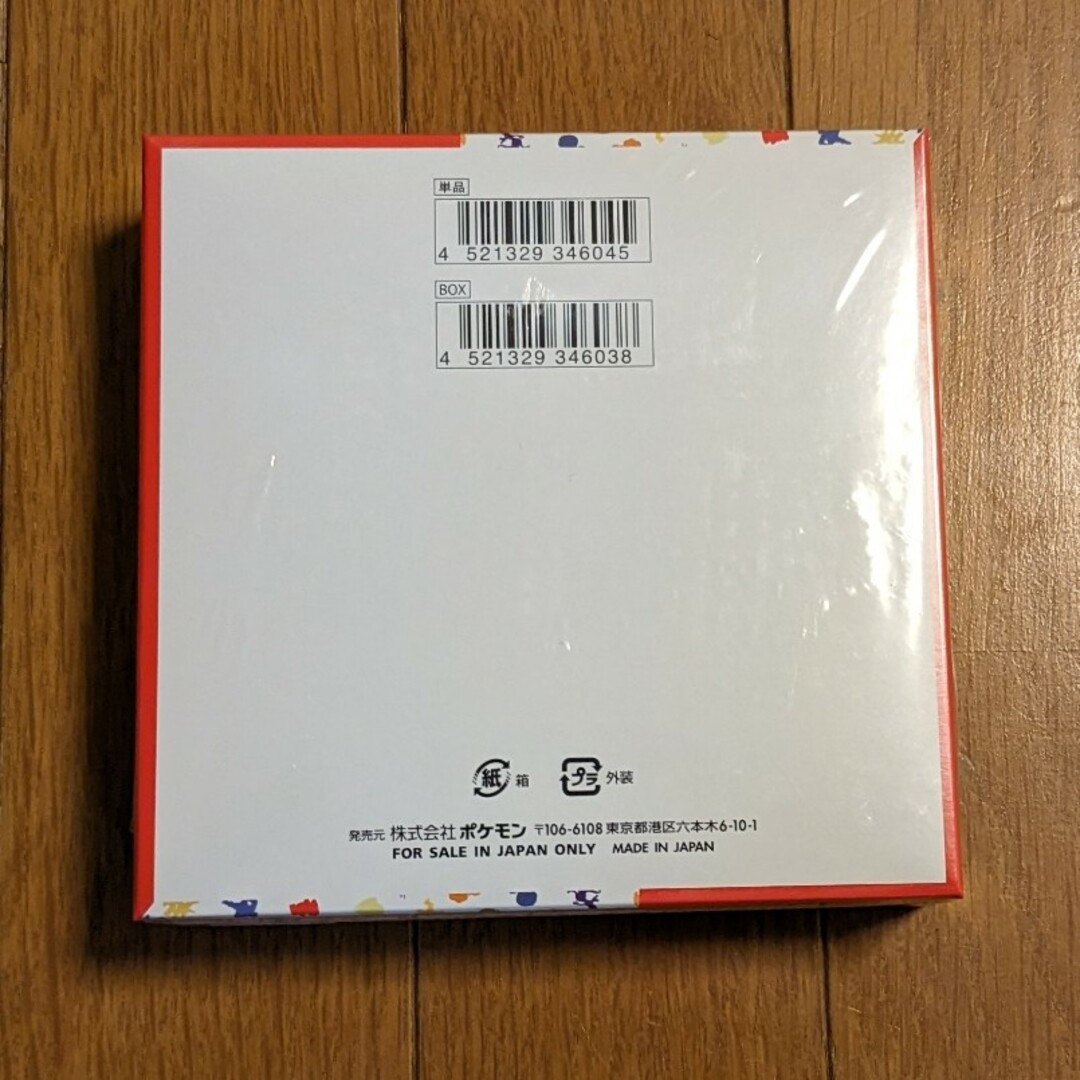 単品
4 521329 346045
BOX
4 521329 346038
紙 箱 プラ 外装
発売元 株式会社ポケモン 〒106-6108 東京都港区六本木6-10-1
FOR SALE IN JAPAN ONLY MADE IN JAPAN